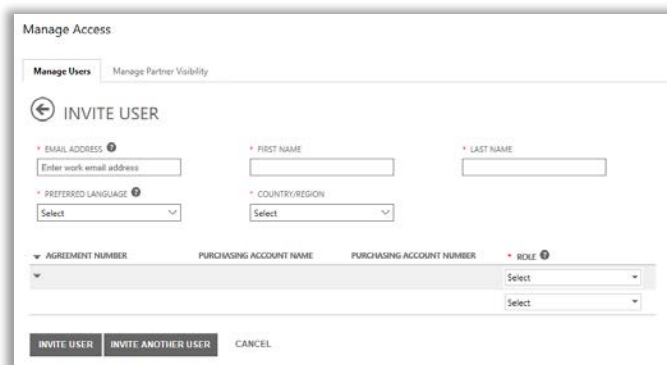 Manage Access
Manage Users Manage Partner Visibility
INVITE USER
* EMAIL ADDRESS ? * FIRST NAME * LAST NAME
Enter work email address
* PREFERRED LANGUAGE ? * COUNTRY/REGION
Select Select
AGREEMENT NUMBER PURCHASING ACCOUNT NAME PURCHASING ACCOUNT NUMBER * ROLE ?
Select
Select
INVITE USER INVITE ANOTHER USER CANCEL